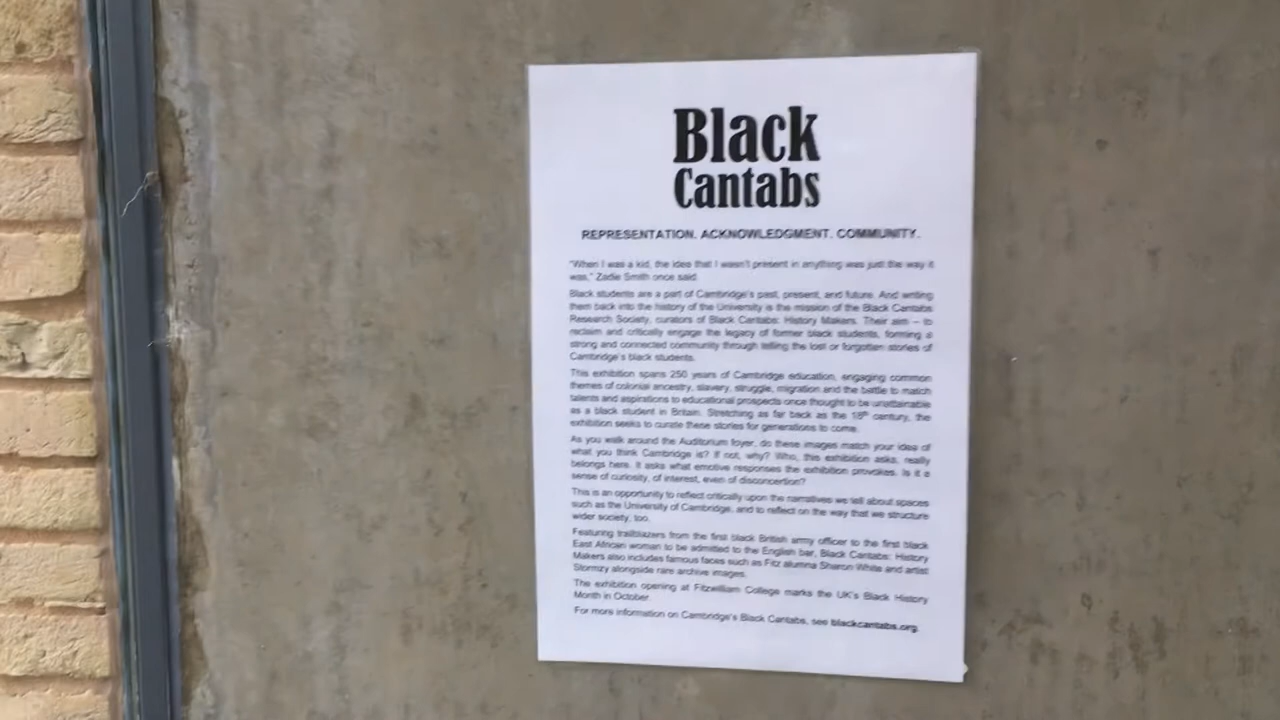 Black
Cantabs
REPRESENTATION. ACKNOWLEDGMENT. COMMUNITY.
"When I was a kid, the idea that I wasn't present in anything was just the way it
was," Zadie Smith once said.
Black students are a part of Cambridge's past, present, and future. And writing
them back into the history of the University is the mission of the Black Cantabs
Research Society, curators of Black Cantabs: History Makers. Their aim – to
reclaim and critically engage the legacy of former black students, forming a
strong and connected community through telling the lost or forgotten stories of
Cambridge's black students.
This exhibition spans 250 years of Cambridge education, engaging common
themes of colonial ancestry, slavery, struggle, migration and the battle to match
talents and aspirations to educational prospects once thought to be unattainable
as a black student in Britain. Stretching as far back as the 18th century, the
exhibition seeks to curate these stories for generations to come.
As you walk around the Auditorium foyer, do these images match your idea of
what you think Cambridge is? If not, why? Who, this exhibition asks, really
belongs here. It asks what emotive responses the exhibition provokes. Is it a
sense of curiosity, of interest, even of disconcertion?
This is an opportunity to reflect critically upon the narratives we tell about spaces
such as the University of Cambridge, and to reflect on the way that we structure
wider society, too.
Featuring trailblazers from the first black British army officer to the first black
East African woman to be admitted to the English bar, Black Cantabs: History
Makers also includes famous faces such as Fitz alumna Sharon White and artist
Stormzy alongside rare archive images.
The exhibition opening at Fitzwilliam College marks the UK's Black History
Month in October.
For more information on Cambridge's Black Cantabs, see blackcantabs.org.